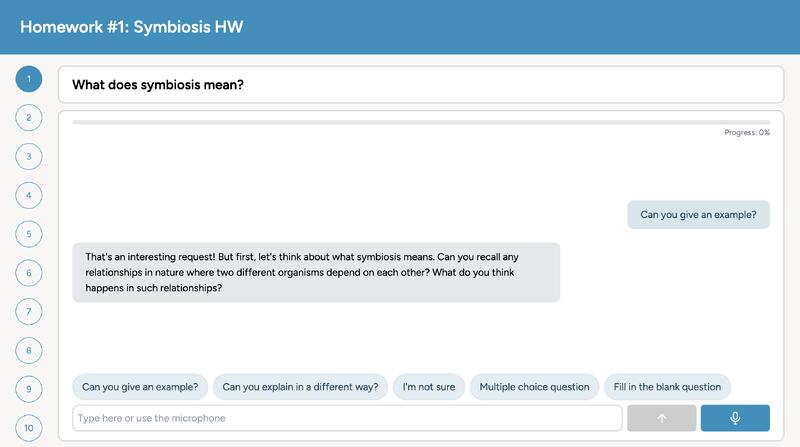 Homework #1: Symbiosis HW
1
What does symbiosis mean?
2
Progress: 0%
3
4
Can you give an example?
5
That's an interesting request! But first, let's think about what symbiosis means. Can you recall any
relationships in nature where two different organisms depend on each other? What do you think
happens in such relationships?
6
7
8
9
Can you give an example?
Can you explain in a different way?
I'm not sure
Multiple choice question
Fill in the blank question
Type here or use the microphone
10